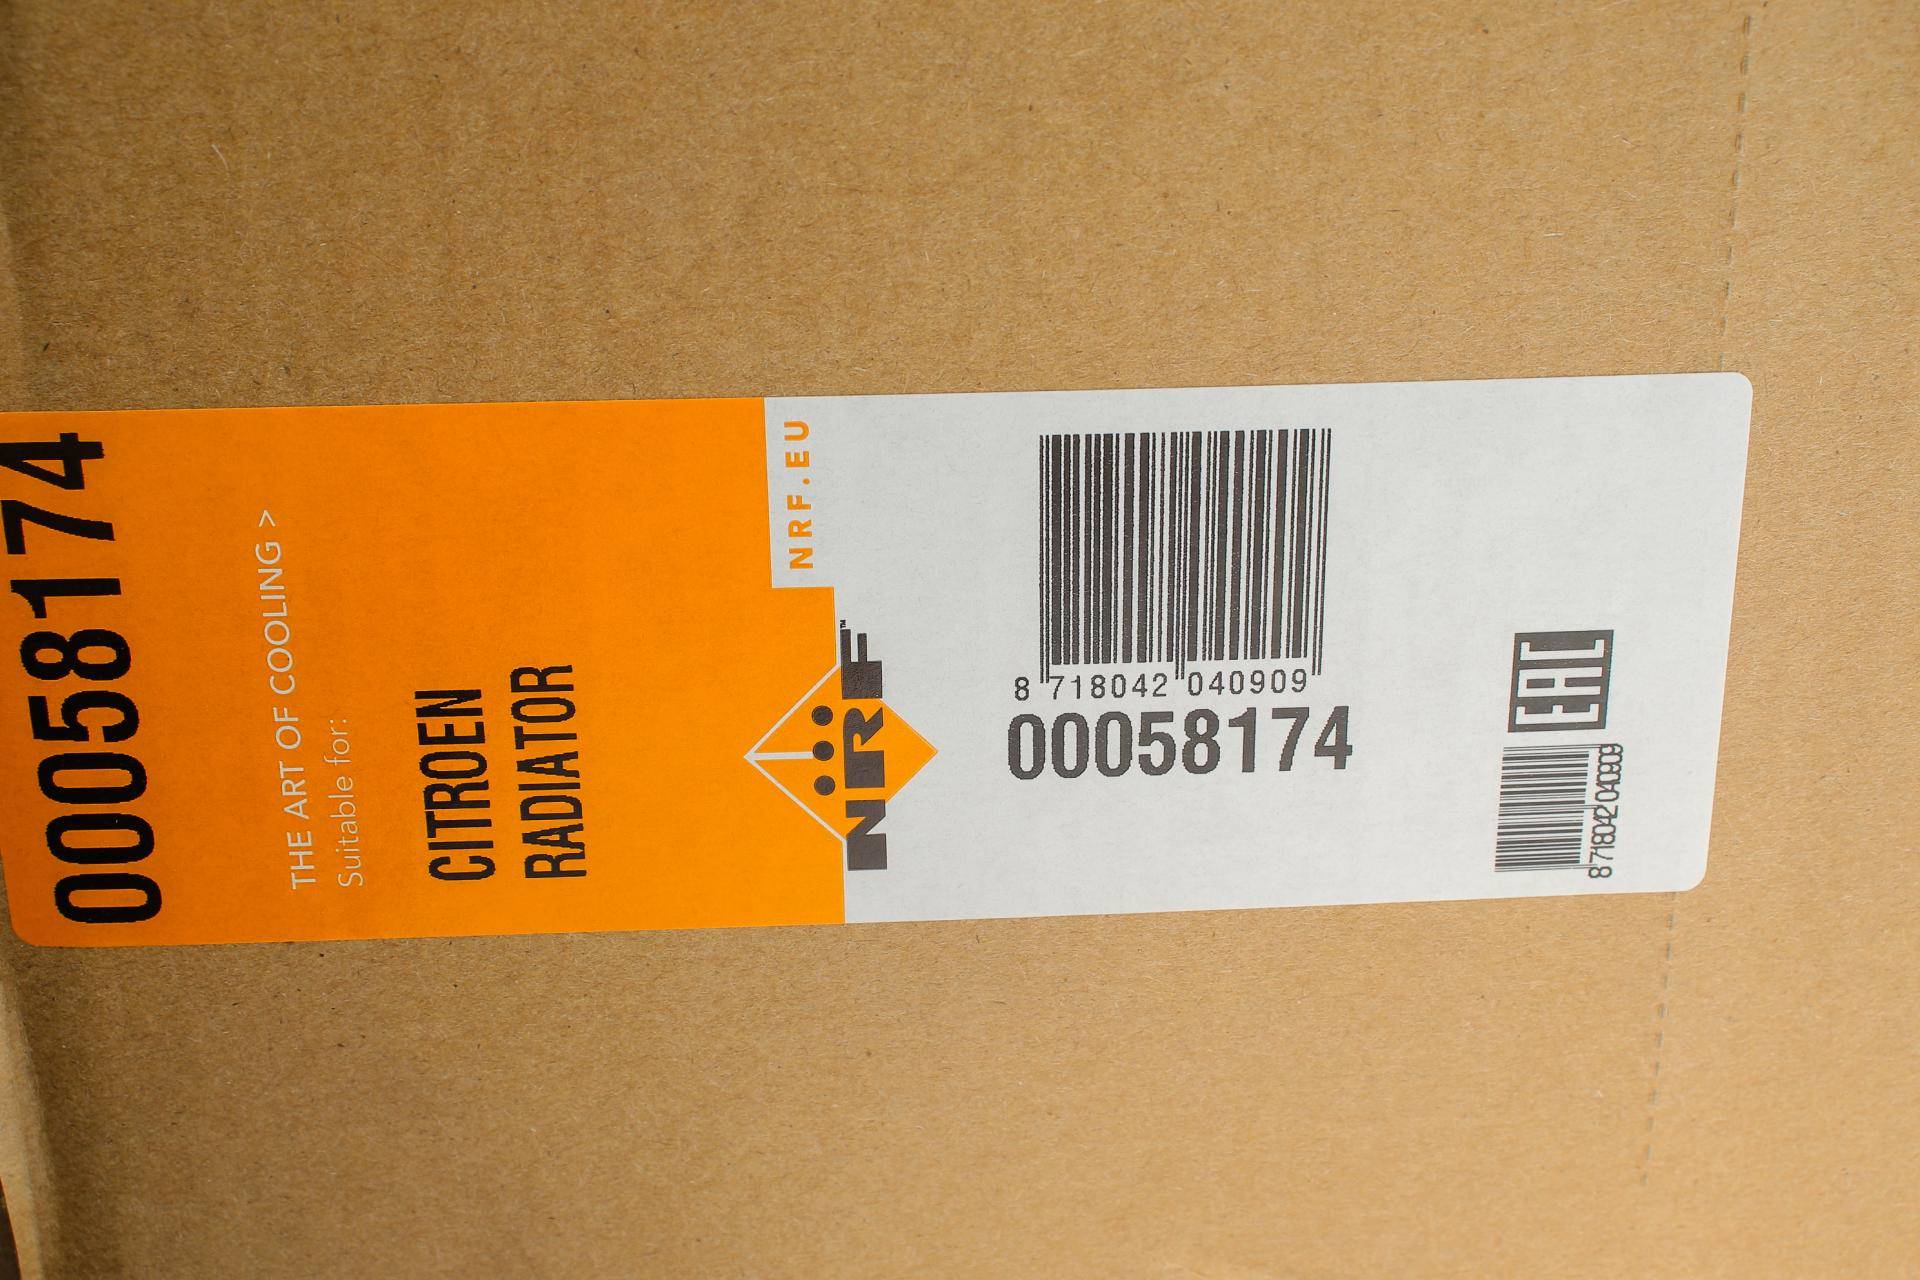 00058174
THE ART OF COOLING >
Suitable for:
CITROEN
RADIATOR
NRF.EU
NRF™
8 718042 040909
00058174
EAC
8 718042 040909